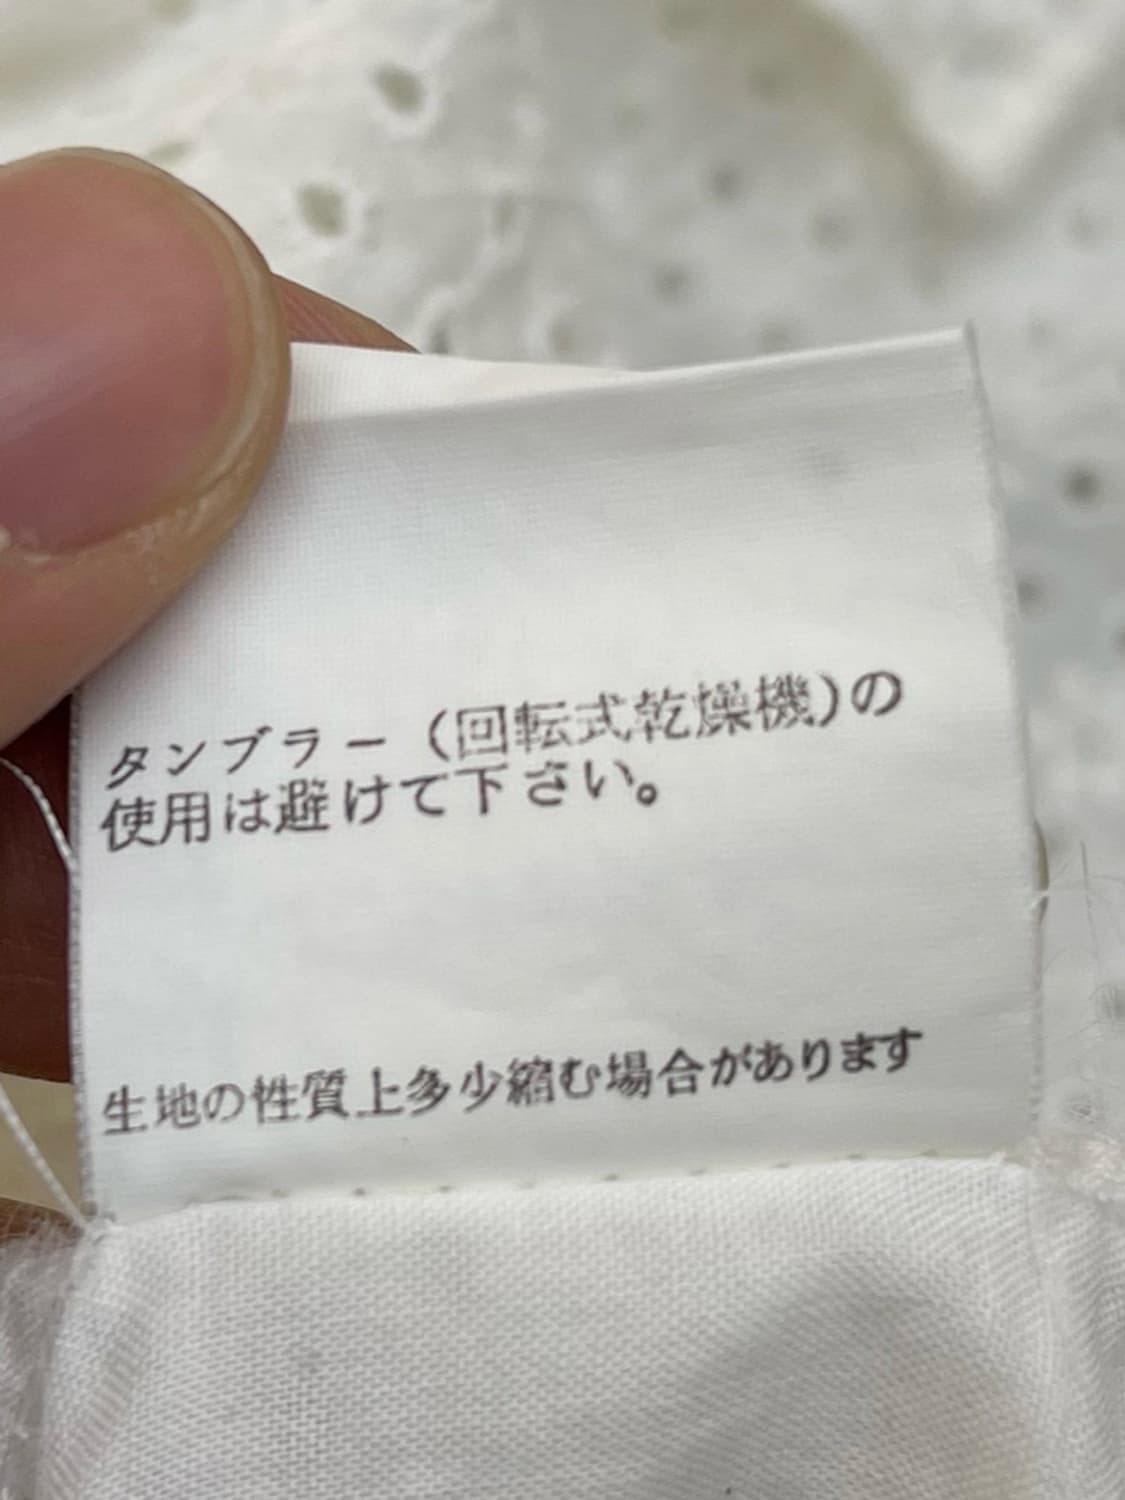 タンブラー(回転式乾燥機)の
使用は避けて下さい。
生地の性質上多少縮む場合があります